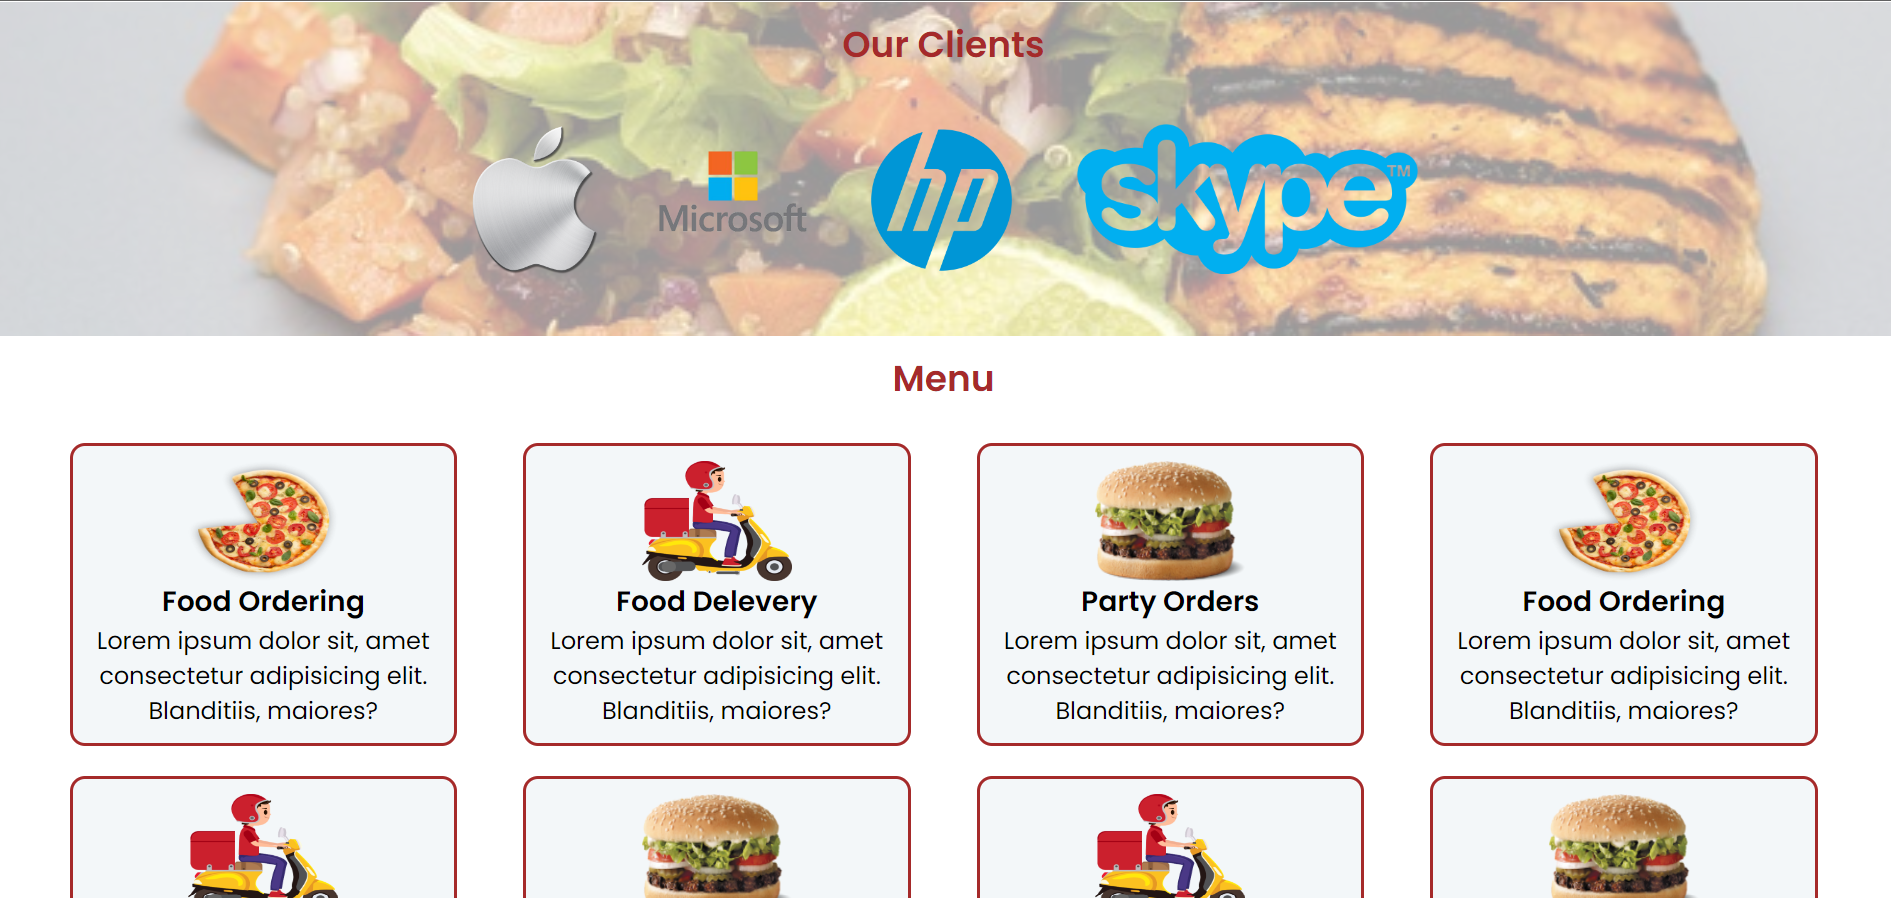 Our Clients
Microsoft
hp
skype™
Menu
Food Ordering
Lorem ipsum dolor sit, amet
consectetur adipisicing elit.
Blanditiis, maiores?
Food Delevery
Lorem ipsum dolor sit, amet
consectetur adipisicing elit.
Blanditiis, maiores?
Party Orders
Lorem ipsum dolor sit, amet
consectetur adipisicing elit.
Blanditiis, maiores?
Food Ordering
Lorem ipsum dolor sit, amet
consectetur adipisicing elit.
Blanditiis, maiores?